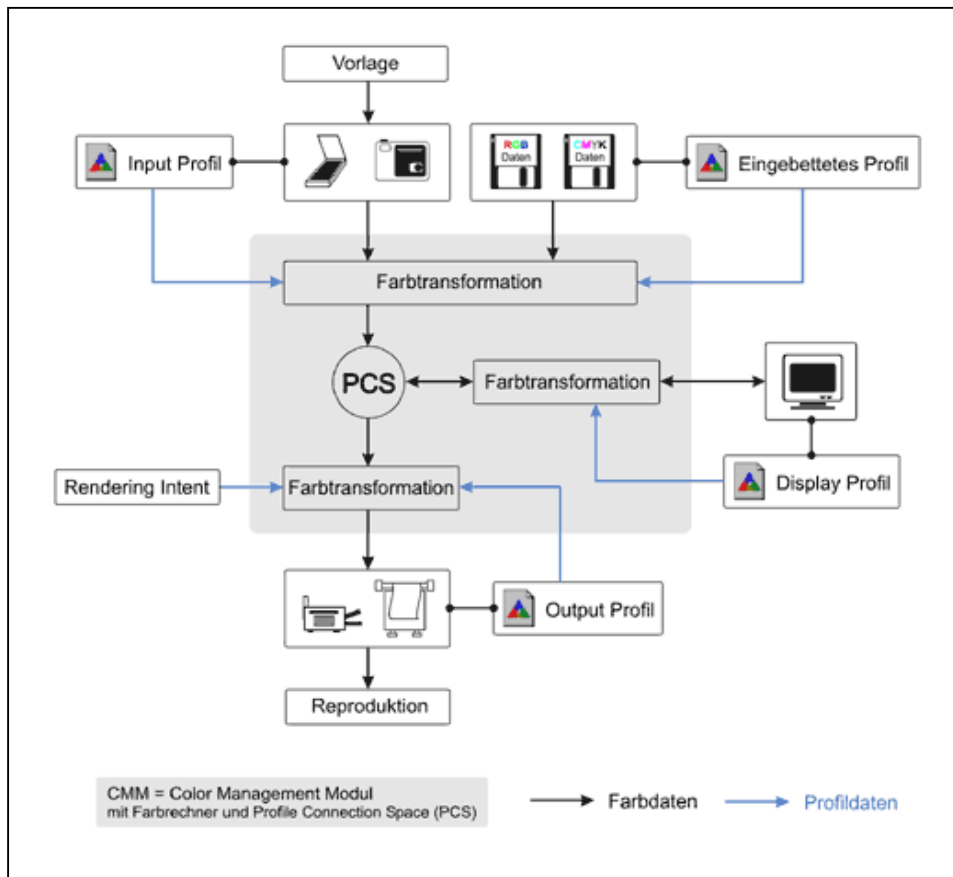 Vorlage
Input Profil
RGB
Daten
CMYK
Daten
Eingebettetes Profil
Farbtransformation
PCS
Farbtransformation
Rendering Intent
Farbtransformation
Display Profil
Output Profil
Reproduktion
CMM = Color Management Modul
mit Farbrechner und Profile Connection Space (PCS)
Farbdaten
Profildaten